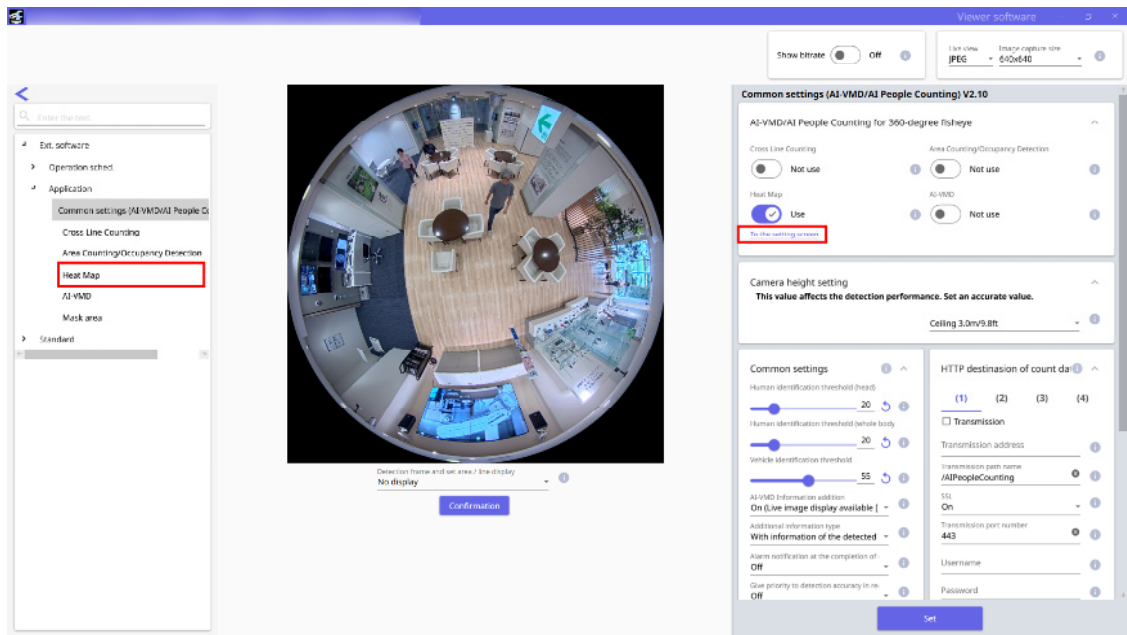 Viewer software
Show bitrate Off
Live view
JPEG
Image capture size
640x640
Enter the text.
Ext. software
Operation sched.
Application
Common settings (AI-VMD/AI People Co
Cross Line Counting
Area Counting/Occupancy Detection
Heat Map
AI-VMD
Mask area
Standard
Detection frame and set area / line display
No display
Confirmation
Common settings (AI-VMD/AI People Counting) V2.10
AI-VMD/AI People Counting for 360-degree fisheye
Cross Line Counting
Not use
Area Counting/Occupancy Detection
Not use
Heat Map
Use
To the setting screen
AI-VMD
Not use
Camera height setting
This value affects the detection performance. Set an accurate value.
Ceiling 3.0m/9.8ft
Common settings
Human identification threshold (head)
20
Human identification threshold (whole body
20
Vehicle identification threshold
55
AI-VMD Information addition
On (Live image display available [
Additional information type
With information of the detected
Alarm notification at the completion of
Off
Give priority to detection accuracy in re
Off
HTTP destinasion of count da
(1) (2) (3) (4)
Transmission
Transmission address
Transmission path name
/AIPeopleCounting
SSL
On
Transmission port number
443
Username
Password
Set